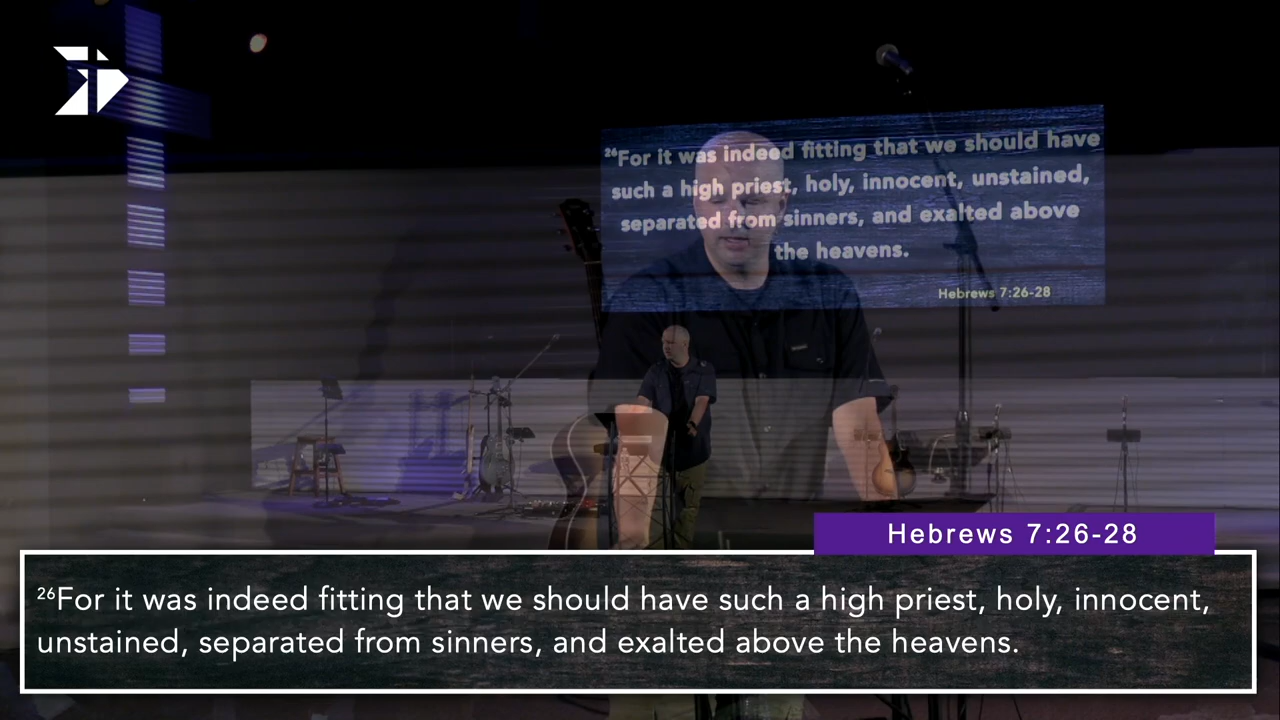 ²⁶For it was indeed fitting that we should have
such a high priest, holy, innocent, unstained,
separated from sinners, and exalted above
the heavens.
Hebrews 7:26-28
Hebrews 7:26-28
²⁶For it was indeed fitting that we should have such a high priest, holy, innocent,
unstained, separated from sinners, and exalted above the heavens.